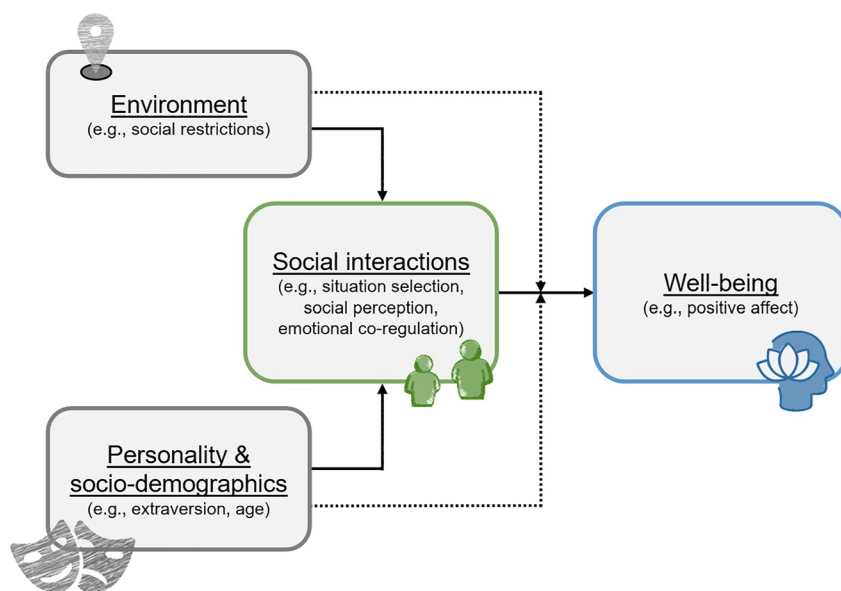 Environment
(e.g., social restrictions)
Social interactions
(e.g., situation selection,
social perception,
emotional co-regulation)
Well-being
(e.g., positive affect)
Personality &
socio-demographics
(e.g., extraversion, age)